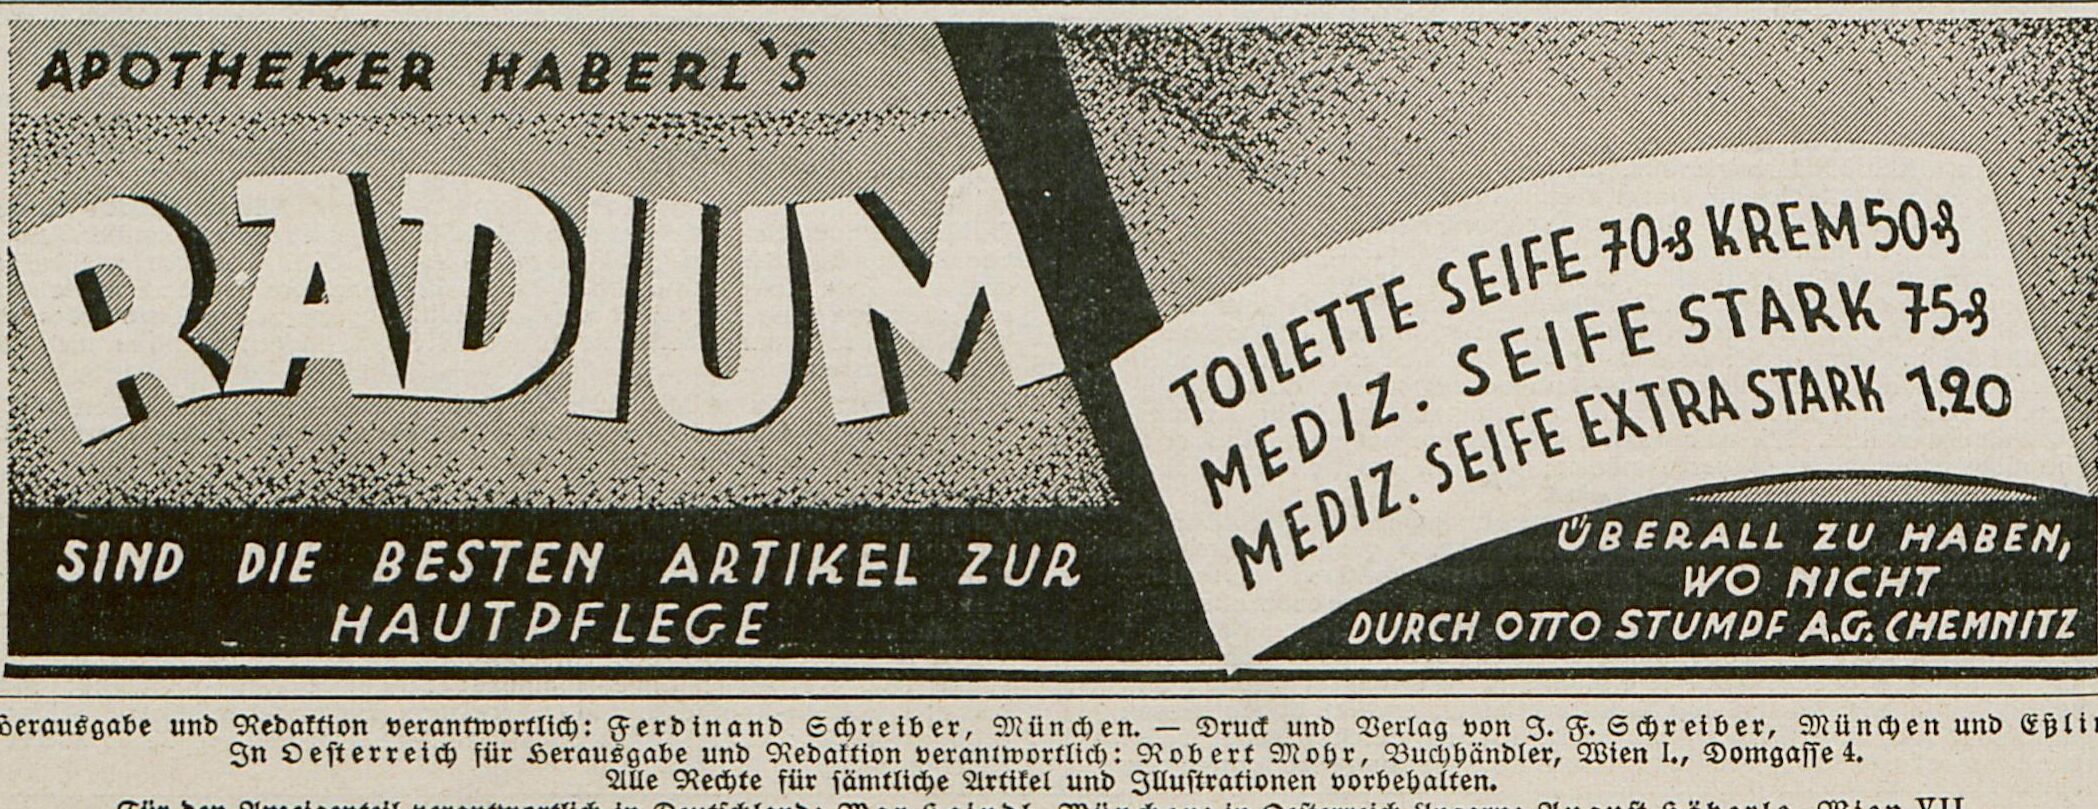 APOTHEKER HABERL'S
RADIUM
SIND DIE BESTEN ARTIKEL ZUR
HAUTPFLEGE
TOILETTE SEIFE 70₰ KREM 50₰
MEDIZ. SEIFE STARK 75₰
MEDIZ. SEIFE EXTRA STARK 1.20
ÜBERALL ZU HABEN,
WO NICHT
DURCH OTTO STUMPF A.G. CHEMNITZ
Herausgabe und Redaktion verantwortlich: Ferdinand Schreiber, München. — Druck und Verlag von J. F. Schreiber, München und Eßli
In Oesterreich für Herausgabe und Redaktion verantwortlich: Robert Mohr, Buchhändler, Wien I., Domgasse 4.
Alle Rechte für sämtliche Artikel und Illustrationen vorbehalten.